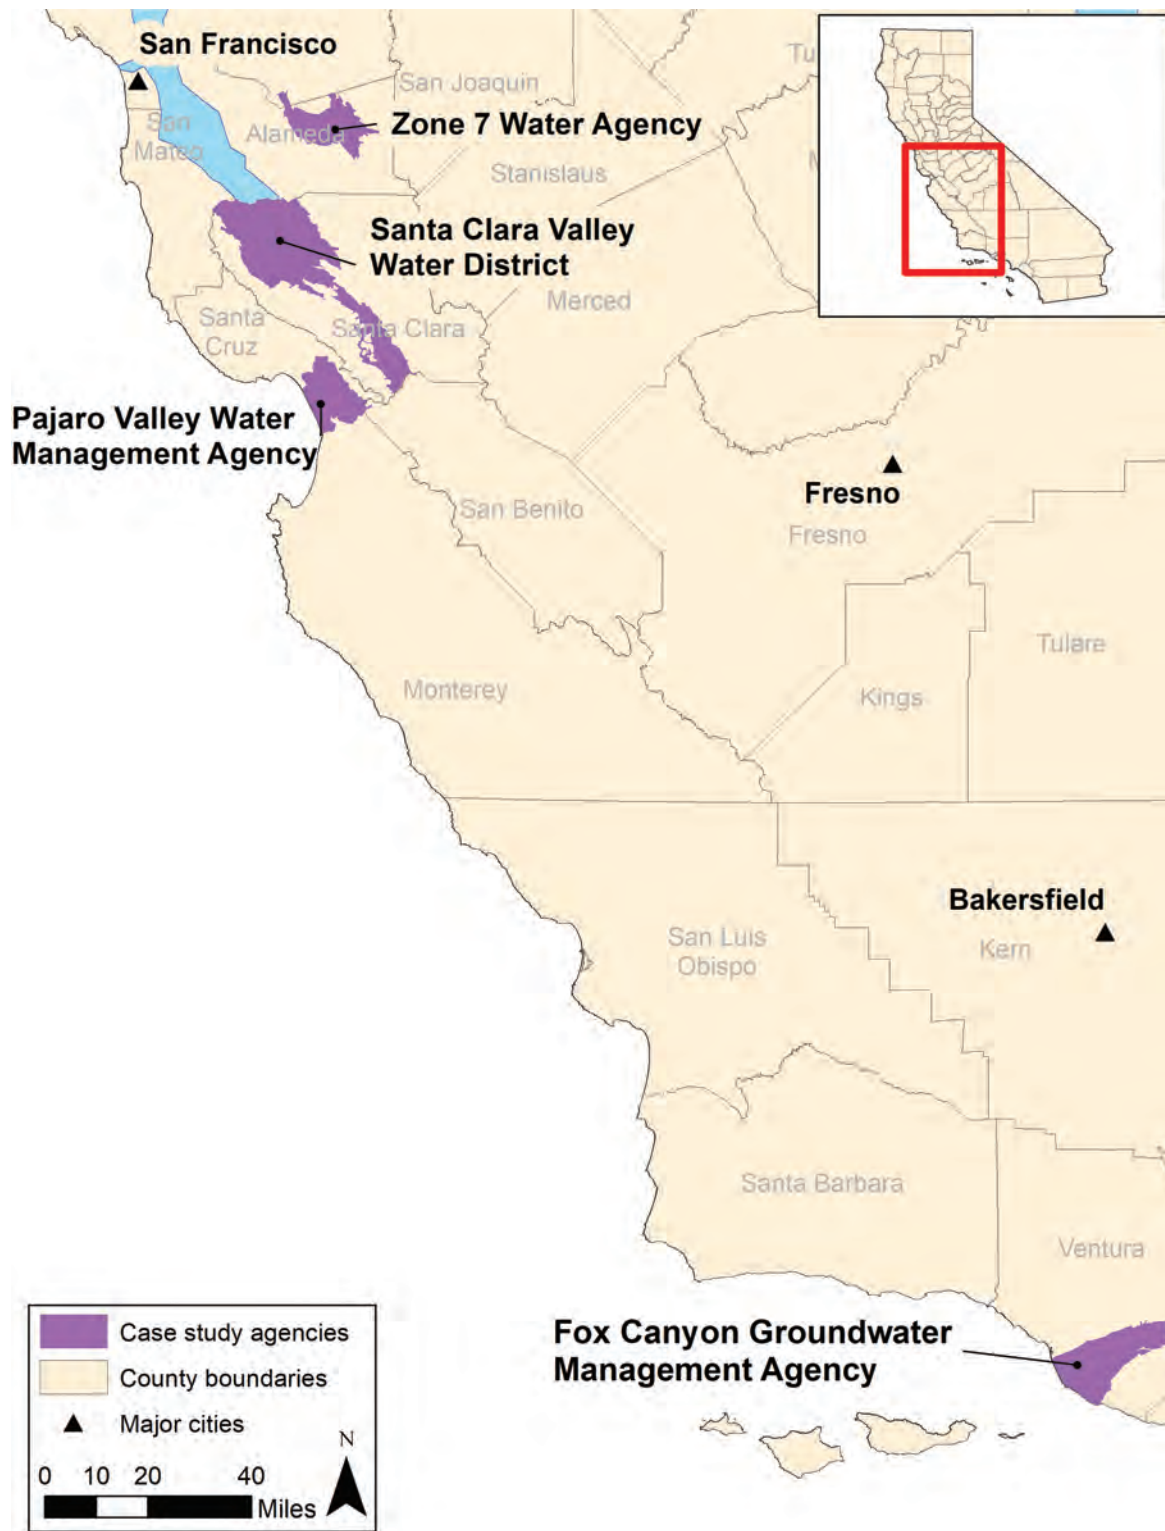 San Francisco
San Joaquin
Tu
San
Mateo
Alameda
Zone 7 Water Agency
Stanislaus
M
Santa Clara Valley
Water District
Merced
Santa
Cruz
Santa Clara
Pajaro Valley Water
Management Agency
Fresno
San Benito
Fresno
Tulare
Monterey
Kings
Bakersfield
San Luis
Obispo
Kern
Santa Barbara
Ventura
Fox Canyon Groundwater
Management Agency
Case study agencies
County boundaries
Major cities
N
0 10 20 40
Miles